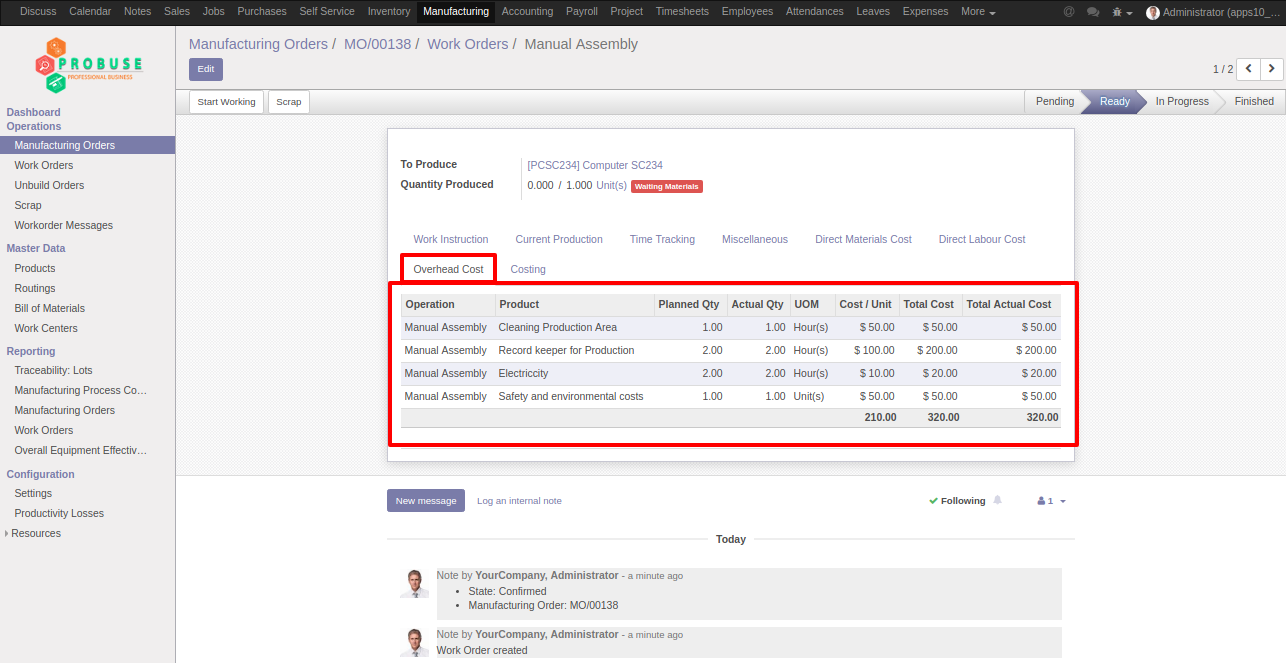 Discuss Calendar Notes Sales Jobs Purchases Self Service Inventory Manufacturing Accounting Payroll Project Timesheets Employees Attendances Leaves Expenses More @ Administrator (apps10_...
PROBUSE
PROFESSIONAL BUSINESS
Manufacturing Orders / MO/00138 / Work Orders / Manual Assembly
Edit
1 / 2
Start Working Scrap
Pending Ready In Progress Finished
Dashboard
Operations
Manufacturing Orders
Work Orders
Unbuild Orders
Scrap
Workorder Messages
Master Data
Products
Routings
Bill of Materials
Work Centers
Reporting
Traceability: Lots
Manufacturing Process Co...
Manufacturing Orders
Work Orders
Overall Equipment Effectiv...
Configuration
Settings
Productivity Losses
Resources
To Produce [PCSC234] Computer SC234
Quantity Produced 0.000 / 1.000 Unit(s) Waiting Materials
Work Instruction Current Production Time Tracking Miscellaneous Direct Materials Cost Direct Labour Cost
Overhead Cost Costing
Operation Product Planned Qty Actual Qty UOM Cost / Unit Total Cost Total Actual Cost
Manual Assembly Cleaning Production Area 1.00 1.00 Hour(s) $ 50.00 $ 50.00 $ 50.00
Manual Assembly Record keeper for Production 2.00 2.00 Hour(s) $ 100.00 $ 200.00 $ 200.00
Manual Assembly Electriccity 2.00 2.00 Hour(s) $ 10.00 $ 20.00 $ 20.00
Manual Assembly Safety and environmental costs 1.00 1.00 Unit(s) $ 50.00 $ 50.00 $ 50.00
210.00 320.00 320.00
New message Log an internal note
Following 1
Today
Note by YourCompany, Administrator - a minute ago
• State: Confirmed
• Manufacturing Order: MO/00138
Note by YourCompany, Administrator - a minute ago
Work Order created